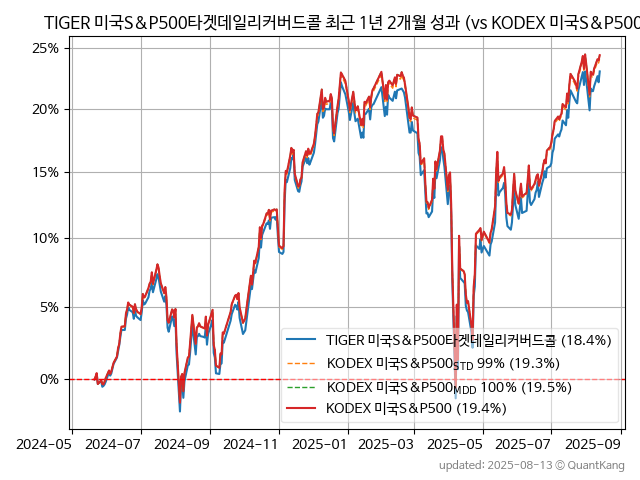 TIGER 미국S&P500타겟데일리커버드콜 최근 1년 2개월 성과 (vs KODEX 미국S&P500
25%
20%
15%
10%
5%
0%
TIGER 미국S&P500타겟데일리커버드콜 (18.4%)
KODEX 미국S&P500STD 99% (19.3%)
KODEX 미국S&P500MDD 100% (19.5%)
KODEX 미국S&P500 (19.4%)
2024-05 2024-07 2024-09 2024-11 2025-01 2025-03 2025-05 2025-07 2025-09
updated: 2025-08-13 @ QuantKang